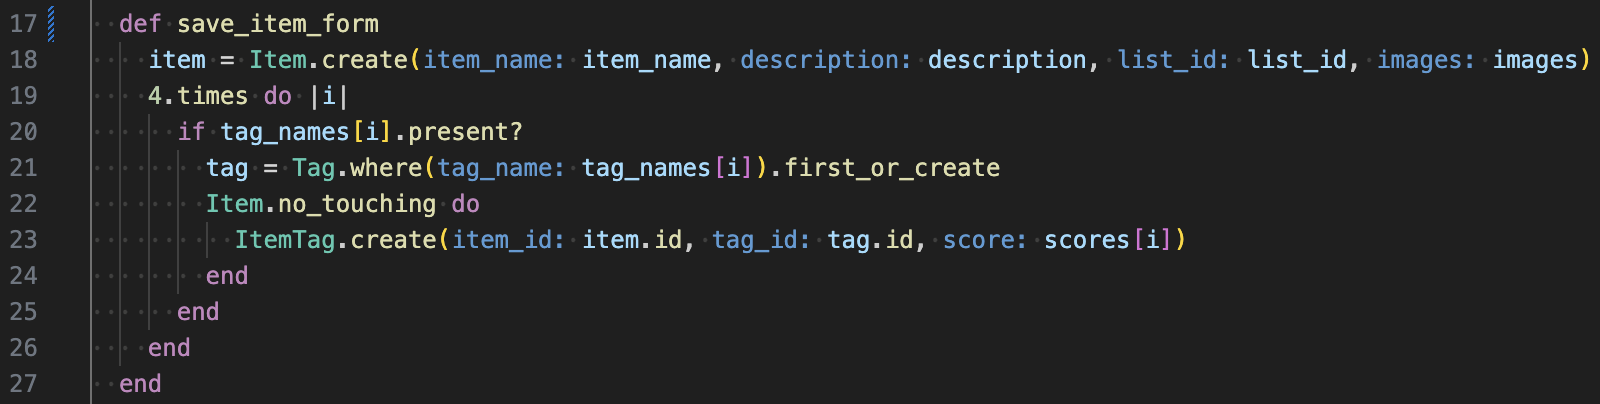 17 def save_item_form
18 item = Item.create(item_name: item_name, description: description, list_id: list_id, images: images)
19 4.times do |i|
20 if tag_names[i].present?
21 tag = Tag.where(tag_name: tag_names[i]).first_or_create
22 Item.no_touching do
23 ItemTag.create(item_id: item.id, tag_id: tag.id, score: scores[i])
24 end
25 end
26 end
27 end